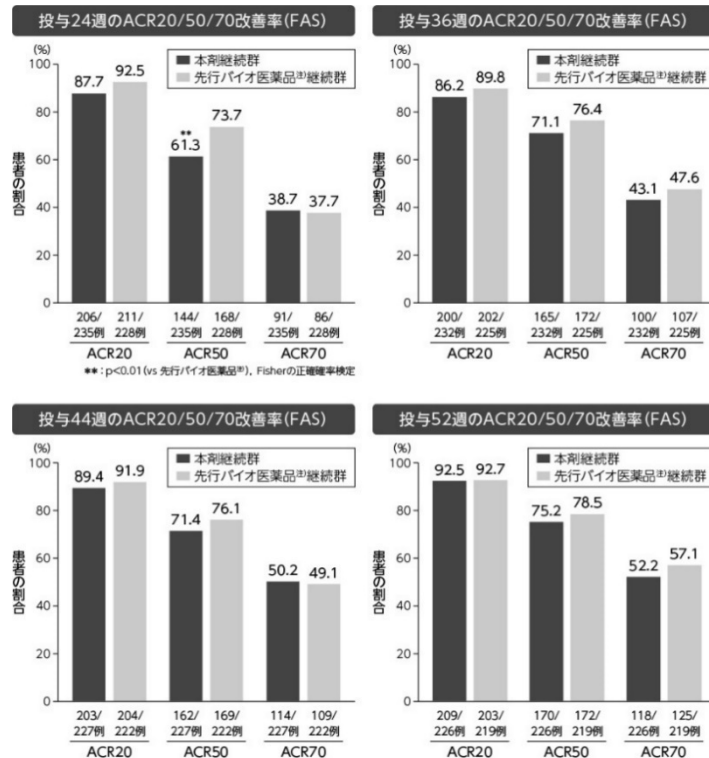 投与24週のACR20/50/70改善率(FAS)
(%)
本剤継続群
先行バイオ医薬品注)継続群
100
80
60
40
20
0
患者の割合
87.7 92.5
**
61.3 73.7
38.7 37.7
206/ 211/ 144/ 168/ 91/ 86/
235例 228例 235例 228例 235例 228例
ACR20 ACR50 ACR70
**:p<0.01(vs 先行バイオ医薬品注)), Fisherの正確確率検定
投与36週のACR20/50/70改善率(FAS)
(%)
本剤継続群
先行バイオ医薬品注)継続群
100
80
60
40
20
0
患者の割合
86.2 89.8
71.1 76.4
43.1 47.6
200/ 202/ 165/ 172/ 100/ 107/
232例 225例 232例 225例 232例 225例
ACR20 ACR50 ACR70
投与44週のACR20/50/70改善率(FAS)
(%)
本剤継続群
先行バイオ医薬品注)継続群
100
80
60
40
20
0
患者の割合
89.4 91.9
71.4 76.1
50.2 49.1
203/ 204/ 162/ 169/ 114/ 109/
227例 222例 227例 222例 227例 222例
ACR20 ACR50 ACR70
投与52週のACR20/50/70改善率(FAS)
(%)
本剤継続群
先行バイオ医薬品注)継続群
100
80
60
40
20
0
患者の割合
92.5 92.7
75.2 78.5
52.2 57.1
209/ 203/ 170/ 172/ 118/ 125/
226例 219例 226例 219例 226例 219例
ACR20 ACR50 ACR70